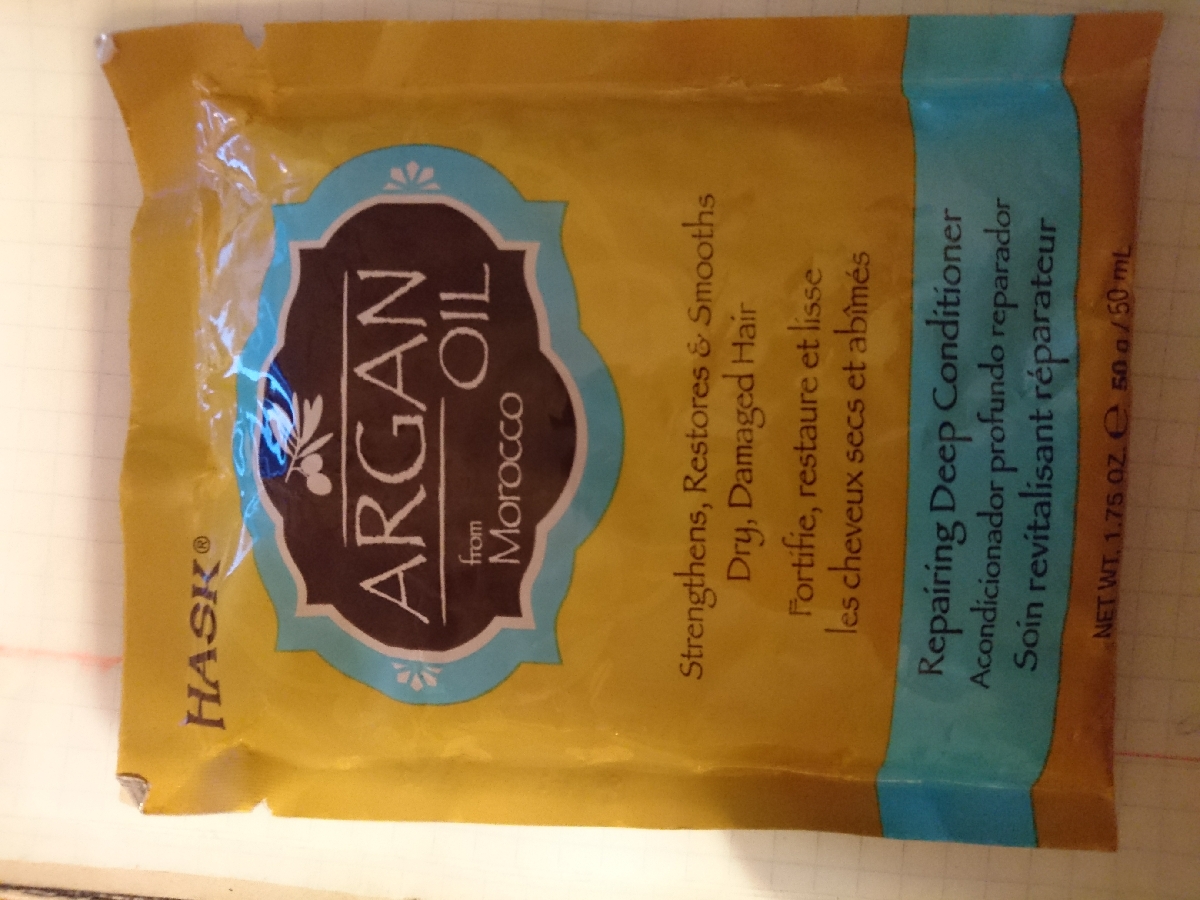 HASK®
ARGAN
OIL
from
Morocco
Strengthens, Restores & Smooths
Dry, Damaged Hair
Fortifie, restaure et lisse
les cheveux secs et abîmés
Repairing Deep Conditioner
Acondicionador profundo reparador
Soin revitalisant réparateur
NET WT. 1.75 OZ. ℮ 50 g / 50 mL